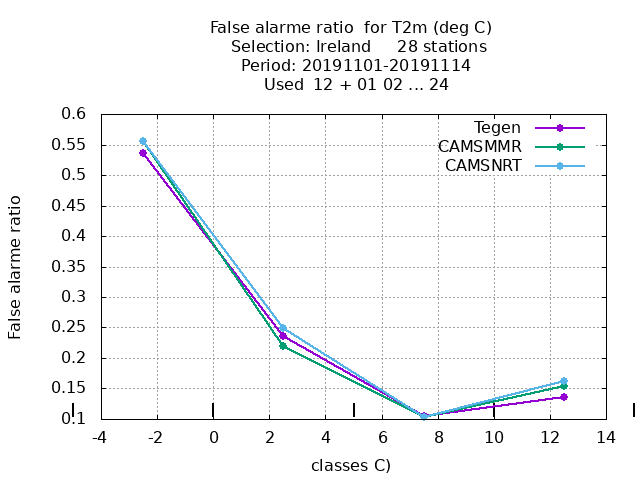 False alarme ratio  for T2m (deg C)
Selection: Ireland     28 stations
Period: 20191101-20191114
Used  12 + 01 02 ... 24
False alarme ratio
0.6
0.55
0.5
0.45
0.4
0.35
0.3
0.25
0.2
0.15
0.1
Tegen
CAMSMMR
CAMSNRT
-4 -2 0 2 4 6 8 10 12 14
classes C)